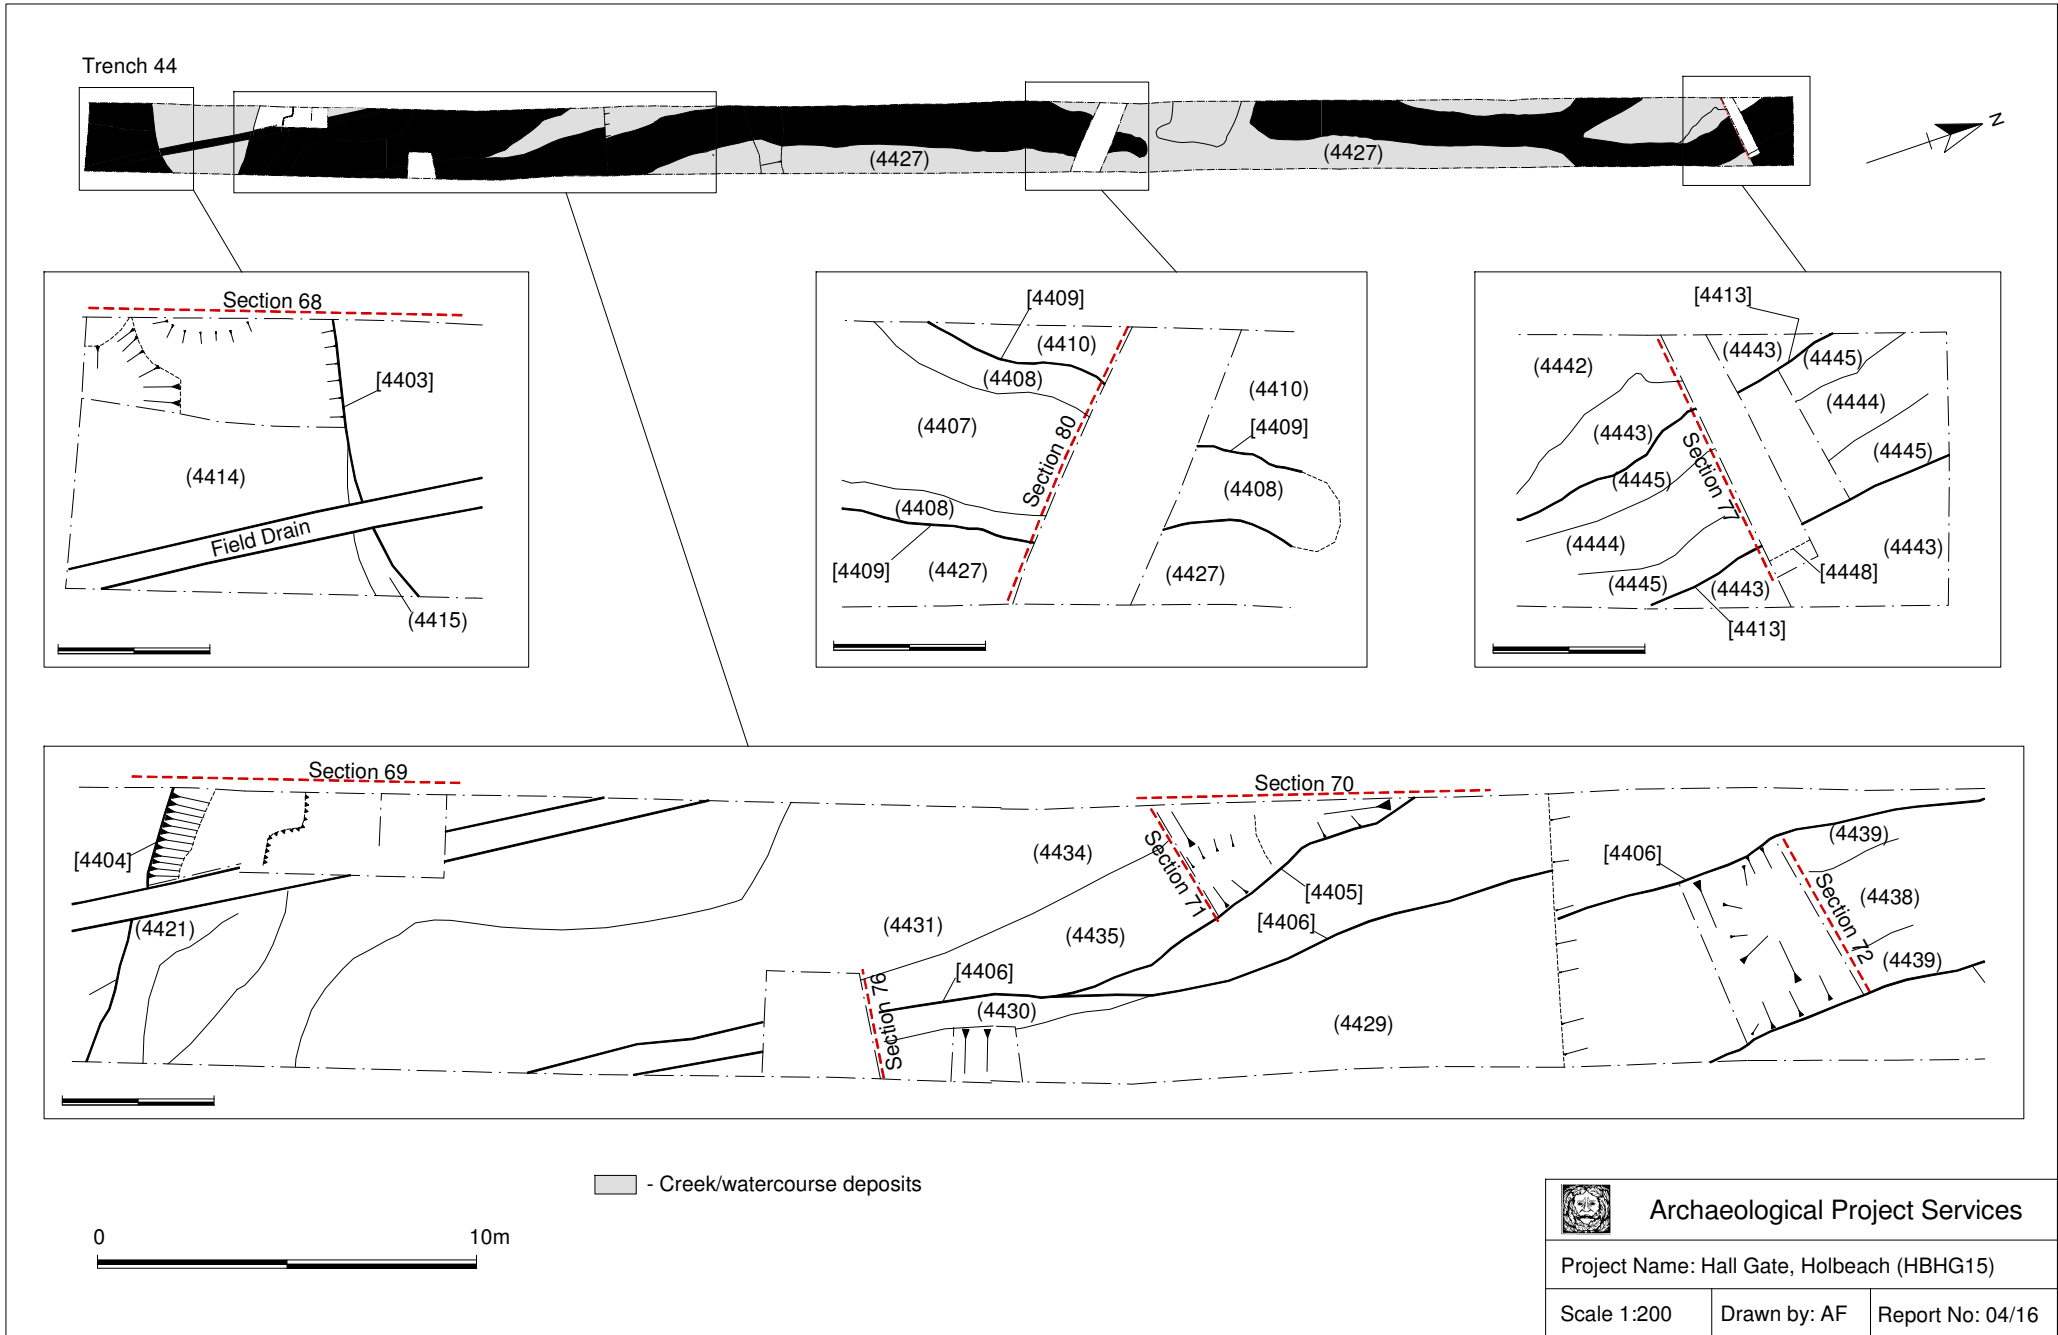 Trench 44
(4427)
(4427)
N
Section 68
[4403]
(4414)
Field Drain
(4415)
[4409]
(4410)
(4408)
(4407)
Section 80
(4410)
[4409]
(4408)
(4408)
[4409]
(4427)
(4427)
[4413]
(4442)
(4443)
(4445)
(4444)
(4443)
Section 77
(4445)
(4445)
(4444)
(4443)
(4445)
(4443)
[4448]
[4413]
Section 69
[4404]
(4421)
Section 70
(4434)
Section 71
[4405]
(4431)
(4435)
[4406]
[4406]
Section 76
(4430)
(4429)
[4406]
(4439)
Section 72
(4438)
(4439)
- Creek/watercourse deposits
0 10m
Archaeological Project Services
Project Name: Hall Gate, Holbeach (HBHG15)
Scale 1:200 Drawn by: AF Report No: 04/16